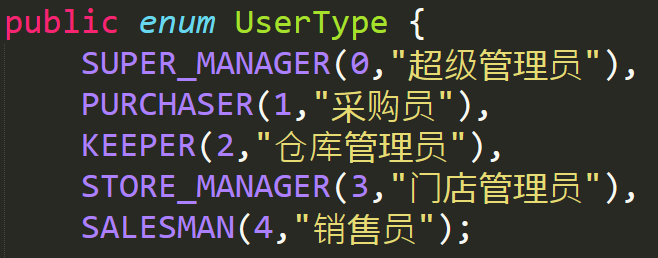 public enum UserType {
SUPER_MANAGER(0,"超级管理员"),
PURCHASER(1,"采购员"),
KEEPER(2,"仓库管理员"),
STORE_MANAGER(3,"门店管理员"),
SALESMAN(4,"销售员");